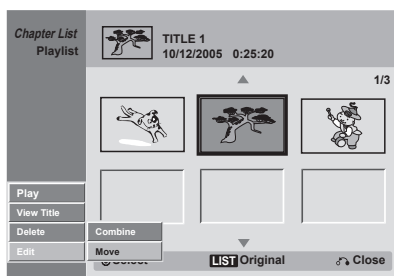 Chapter List
Playlist
TITLE 1
10/12/2005 0:25:20
1/3
Play
View Title
Delete
Edit
Combine
Move
Select
LIST Original
Close